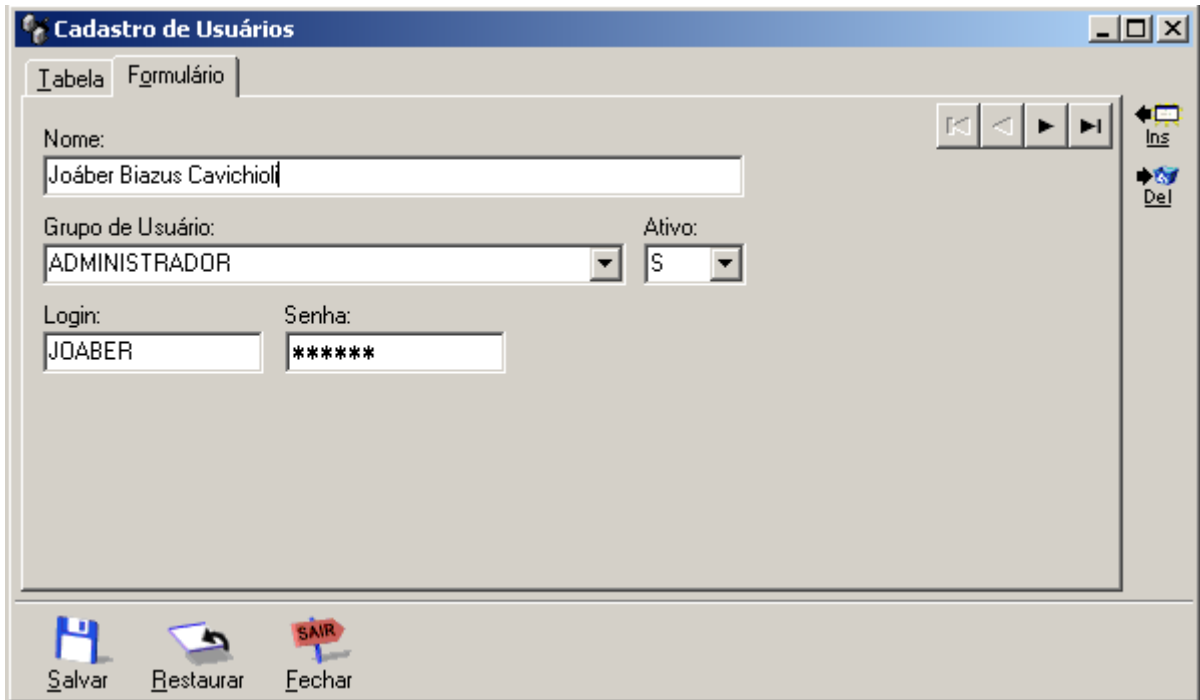 Cadastro de Usuários
Tabela Formulário
Nome:
Joáber Biazus Cavichioli
Grupo de Usuário: Ativo:
ADMINISTRADOR S
Login: Senha:
JOABER ******
Ins
Del
SAIR
Salvar Restaurar Fechar